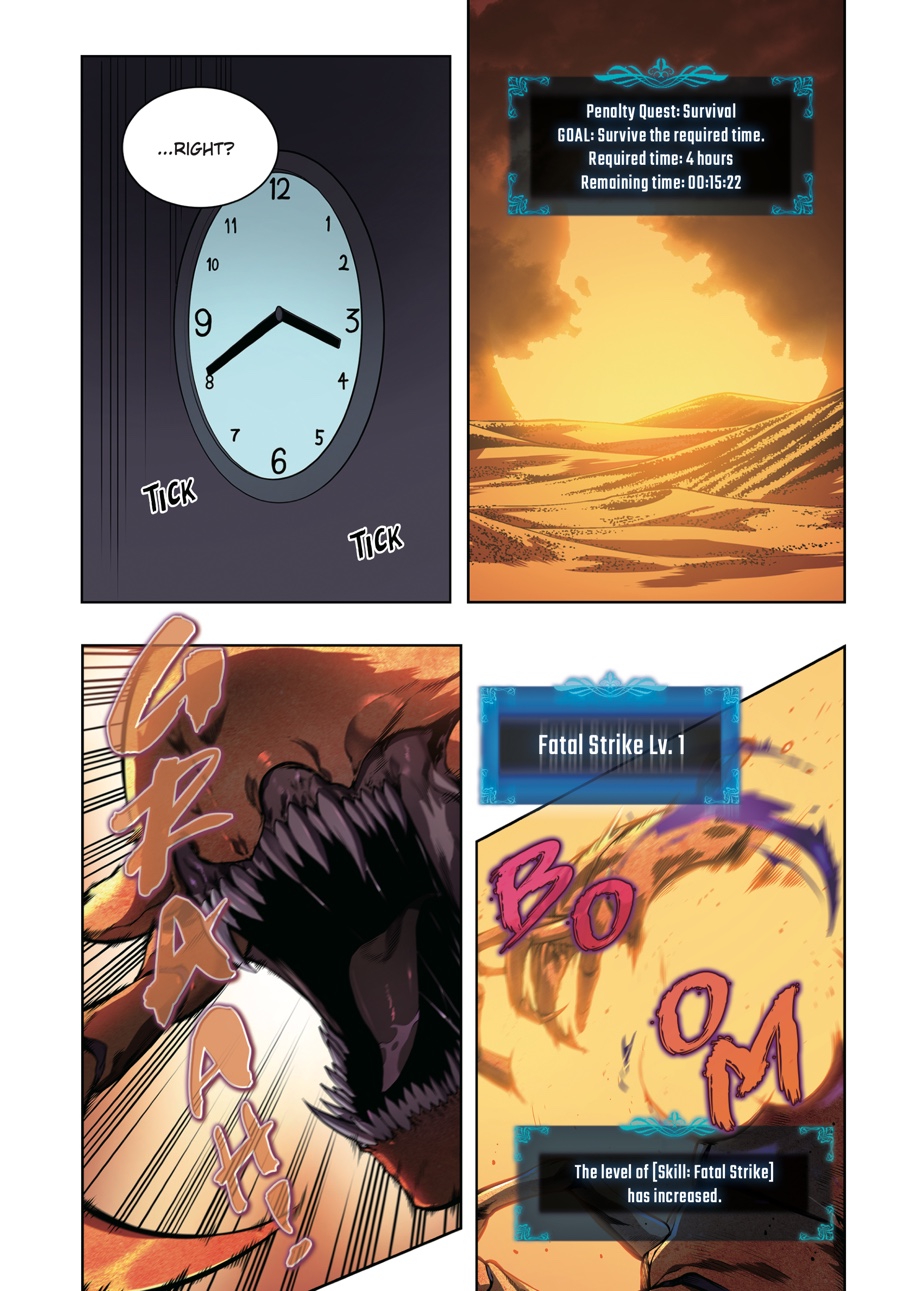 ...RIGHT?
12
11
1
10
2
9
3
8
4
7
5
6
TICK
TICK
Penalty Quest: Survival
GOAL: Survive the required time.
Required time: 4 hours
Remaining time: 00:15:22
GRAAAH!
Fatal Strike Lv. 1
BOOM
The level of [Skill: Fatal Strike]
has increased.